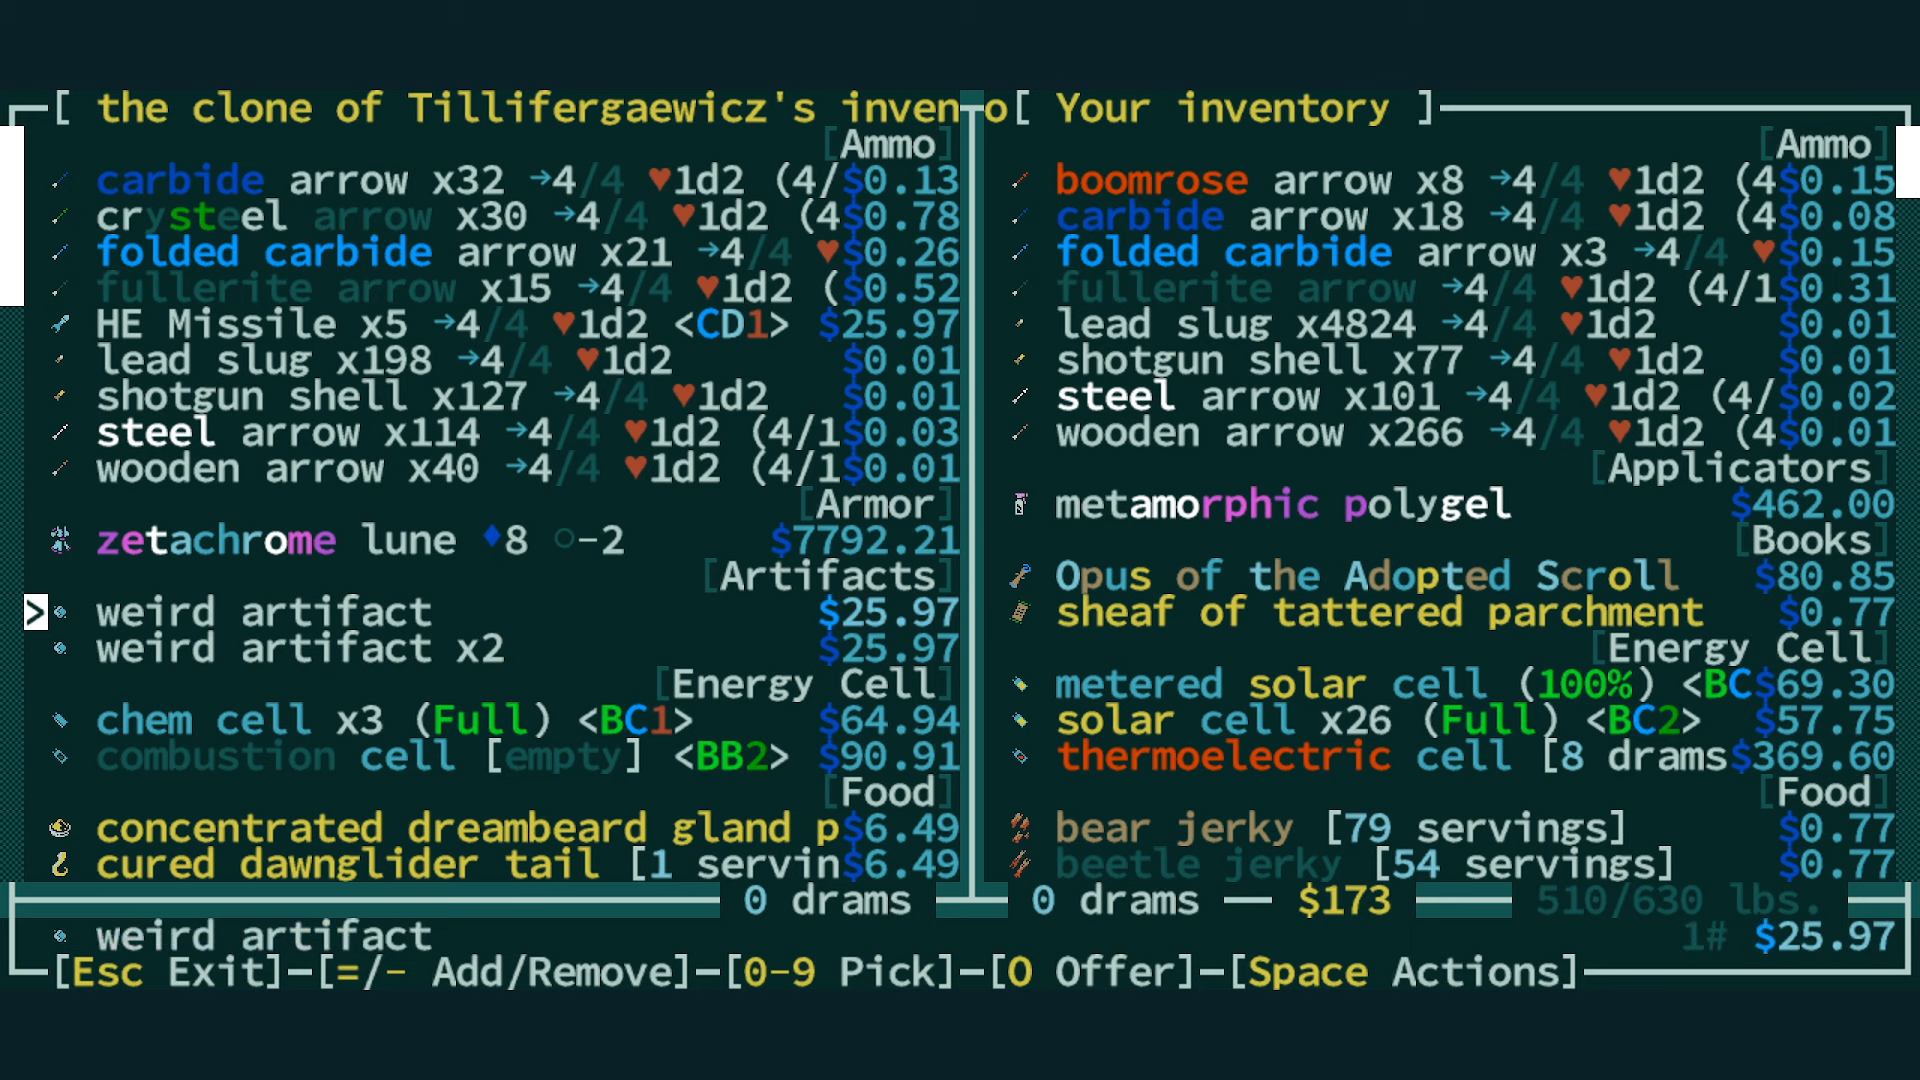 [ the clone of Tillifergaewicz's invento
[Ammo]
carbide arrow x32 →4/4 ♥1d2 (4/$0.13
crysteel arrow x30 →4/4 ♥1d2 (4$0.78
folded carbide arrow x21 →4/4 ♥$0.26
fullerite arrow x15 →4/4 ♥1d2 ($0.52
HE Missile x5 →4/4 ♥1d2 <CD1> $25.97
lead slug x198 →4/4 ♥1d2 $0.01
shotgun shell x127 →4/4 ♥1d2 $0.01
steel arrow x114 →4/4 ♥1d2 (4/1$0.03
wooden arrow x40 →4/4 ♥1d2 (4/1$0.01
[Armor]
zetachrome lune ♦8 ○-2 $7792.21
[Artifacts]
> weird artifact $25.97
weird artifact x2 $25.97
[Energy Cell]
chem cell x3 (Full) <BC1> $64.94
combustion cell [empty] <BB2> $90.91
[Food]
concentrated dreambeard gland p$6.49
cured dawnglider tail [1 servin$6.49
0 drams
[ Your inventory ]
[Ammo]
boomrose arrow x8 →4/4 ♥1d2 (4$0.15
carbide arrow x18 →4/4 ♥1d2 (4$0.08
folded carbide arrow x3 →4/4 ♥$0.15
fullerite arrow →4/4 ♥1d2 (4/1$0.31
lead slug x4824 →4/4 ♥1d2 $0.01
shotgun shell x77 →4/4 ♥1d2 $0.01
steel arrow x101 →4/4 ♥1d2 (4/$0.02
wooden arrow x266 →4/4 ♥1d2 (4$0.01
[Applicators]
metamorphic polygel $462.00
[Books]
Opus of the Adopted Scroll $80.85
sheaf of tattered parchment $0.77
[Energy Cell]
metered solar cell (100%) <BC$69.30
solar cell x26 (Full) <BC2> $57.75
thermoelectric cell [8 drams$369.60
[Food]
bear jerky [79 servings] $0.77
beetle jerky [54 servings] $0.77
0 drams — $173 510/630 lbs.
weird artifact 1# $25.97
[Esc Exit]-[=/- Add/Remove]-[0-9 Pick]-[O Offer]-[Space Actions]